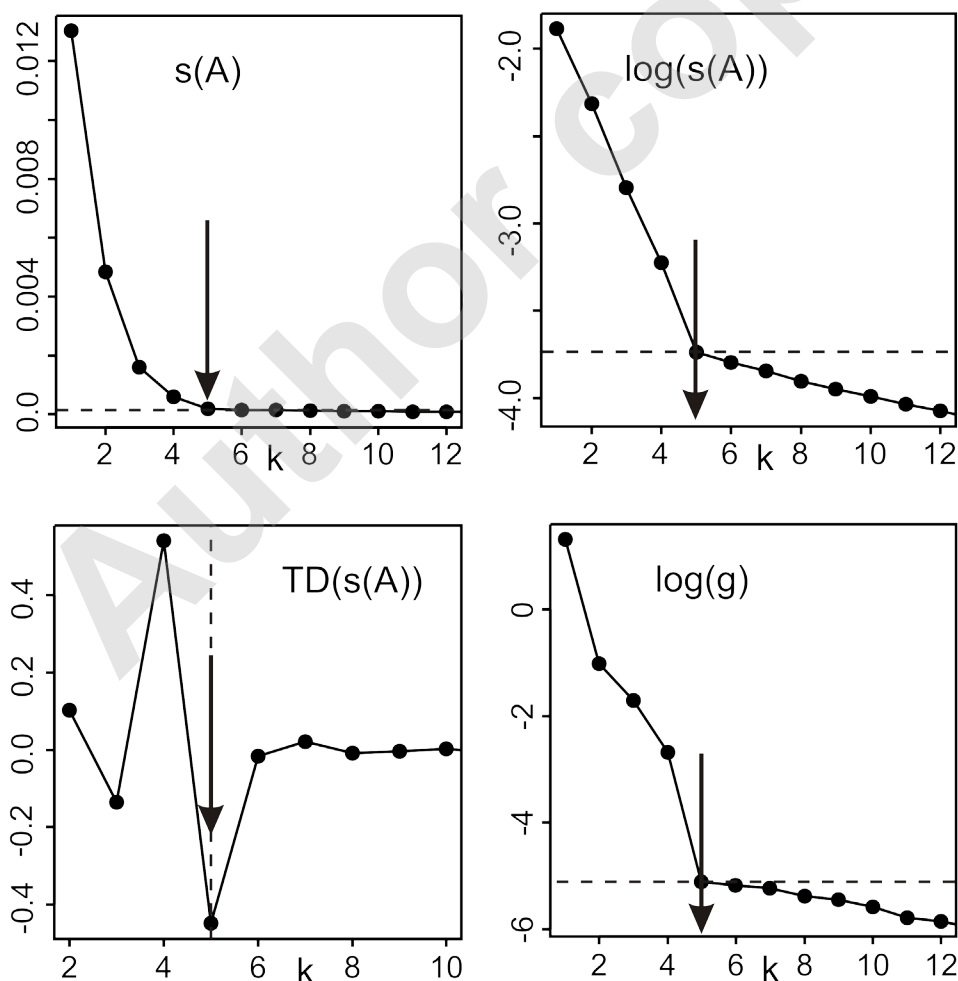 s(A)
0.012
0.008
0.004
0.0
2 4 6 8 10 12
k
log(s(A))
-2.0
-3.0
-4.0
2 4 6 8 10 12
k
TD(s(A))
0.4
0.2
0.0
-0.2
-0.4
2 4 6 8 10
k
log(g)
0
-2
-4
-6
2 4 6 8 10 12
k
Author cop